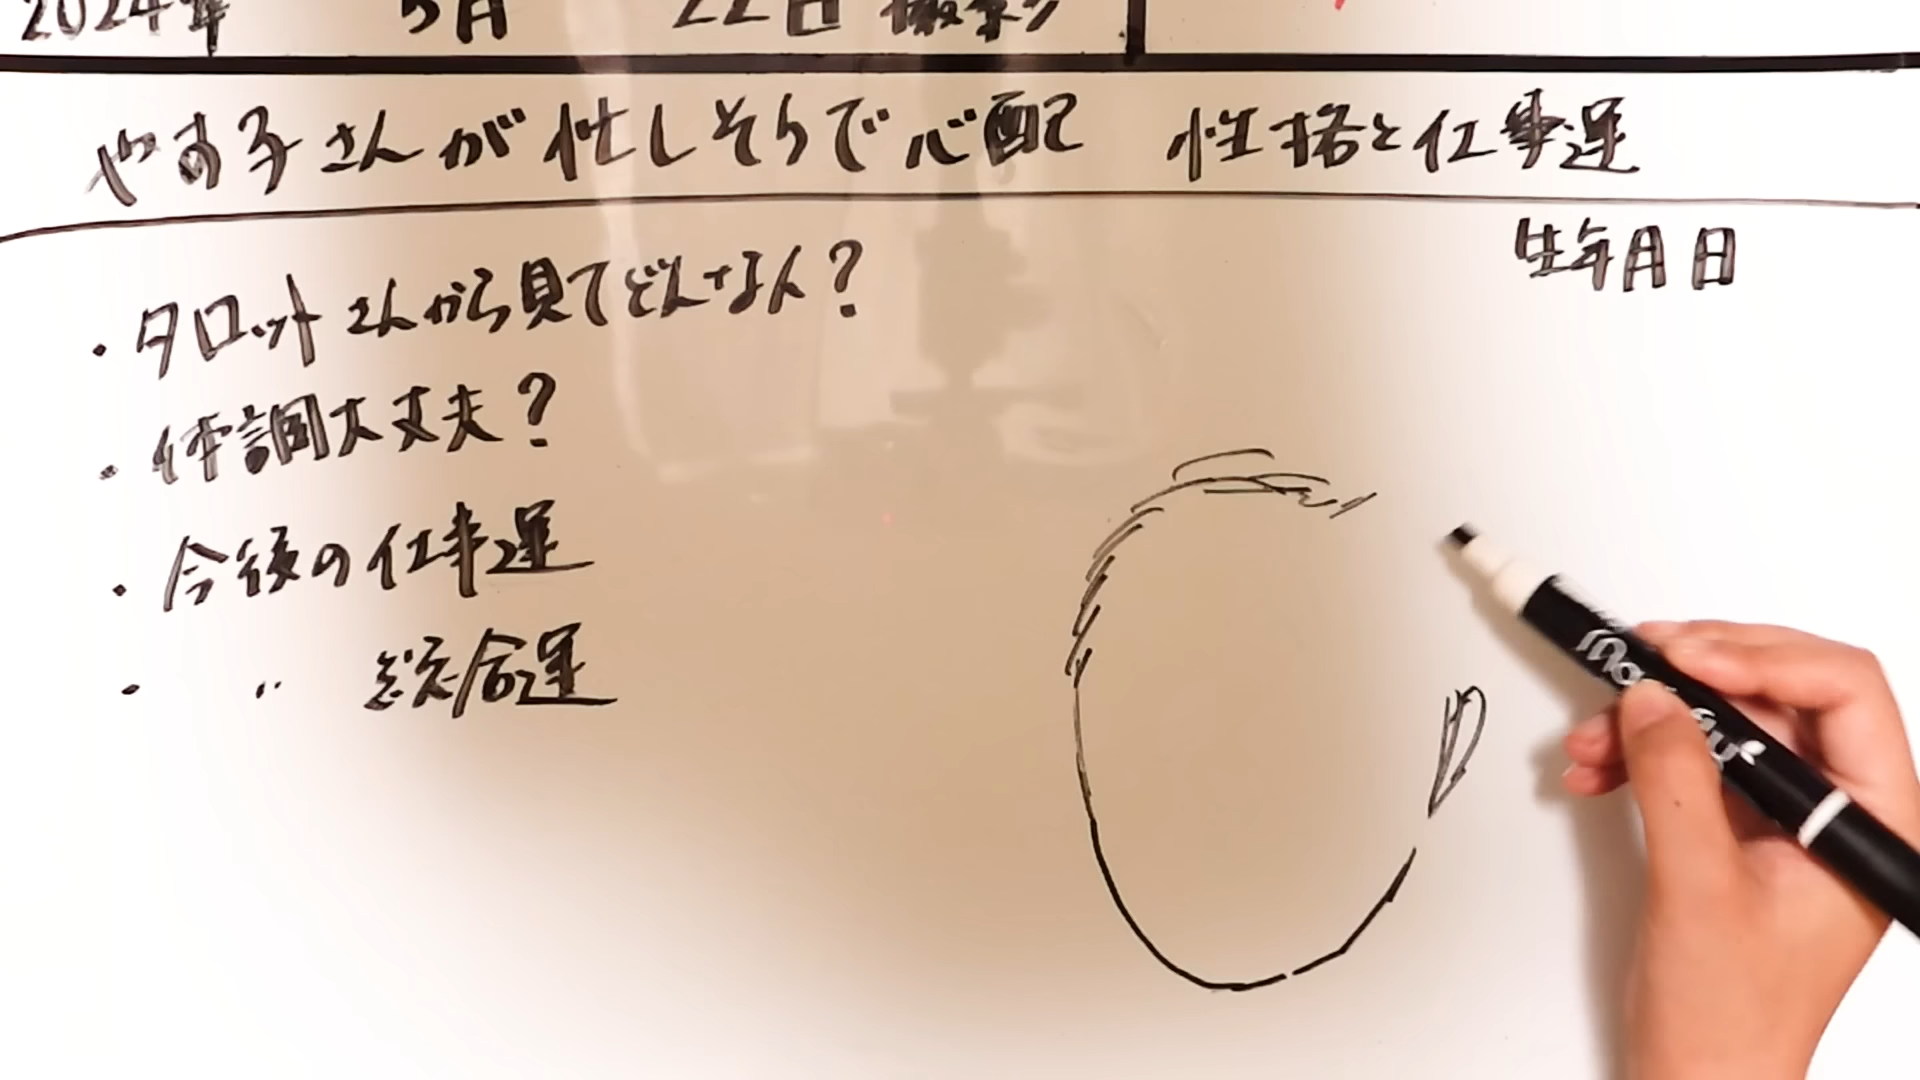 2024年 5月 22日 撮影
やす子さんが忙しそうで心配 性格と仕事運
生年月日
・タロットさんから見てどんな人?
・体調大丈夫?
・今後の仕事運
・ 〃 総合運